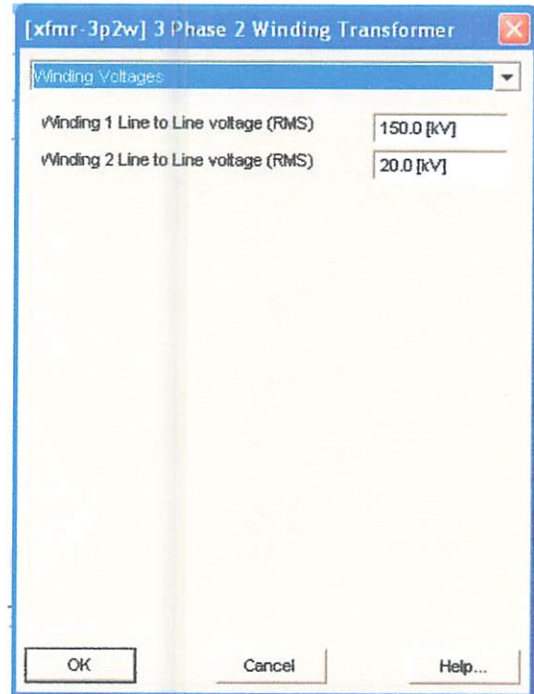 [xfmr-3p2w] 3 Phase 2 Winding Transformer
Winding Voltages
Winding 1 Line to Line voltage (RMS) 150.0 [kV]
Winding 2 Line to Line voltage (RMS) 20.0 [kV]
OK Cancel Help...